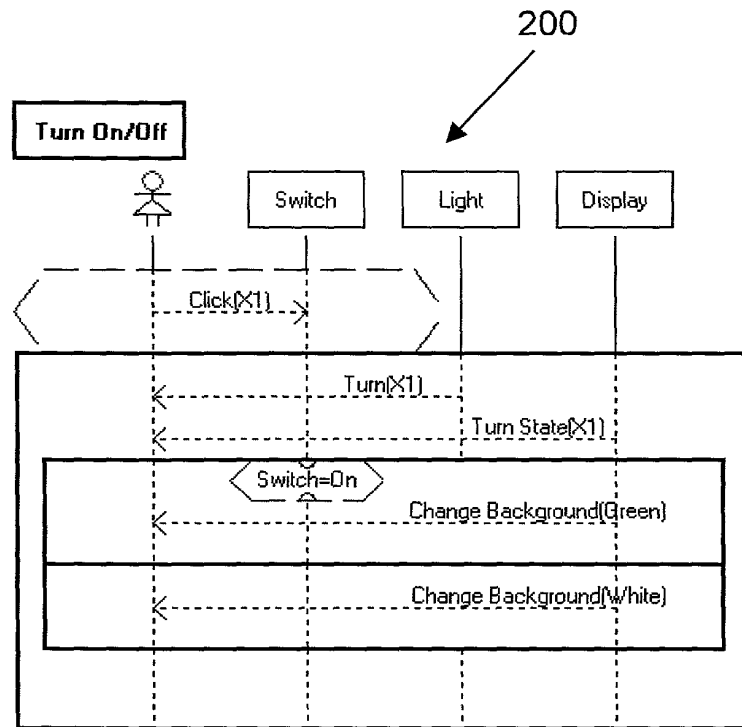 200
Turn On/Off
Switch
Light
Display
Click(X1)
Turn(X1)
Turn State(X1)
Switch=On
Change Background(Green)
Change Background(White)